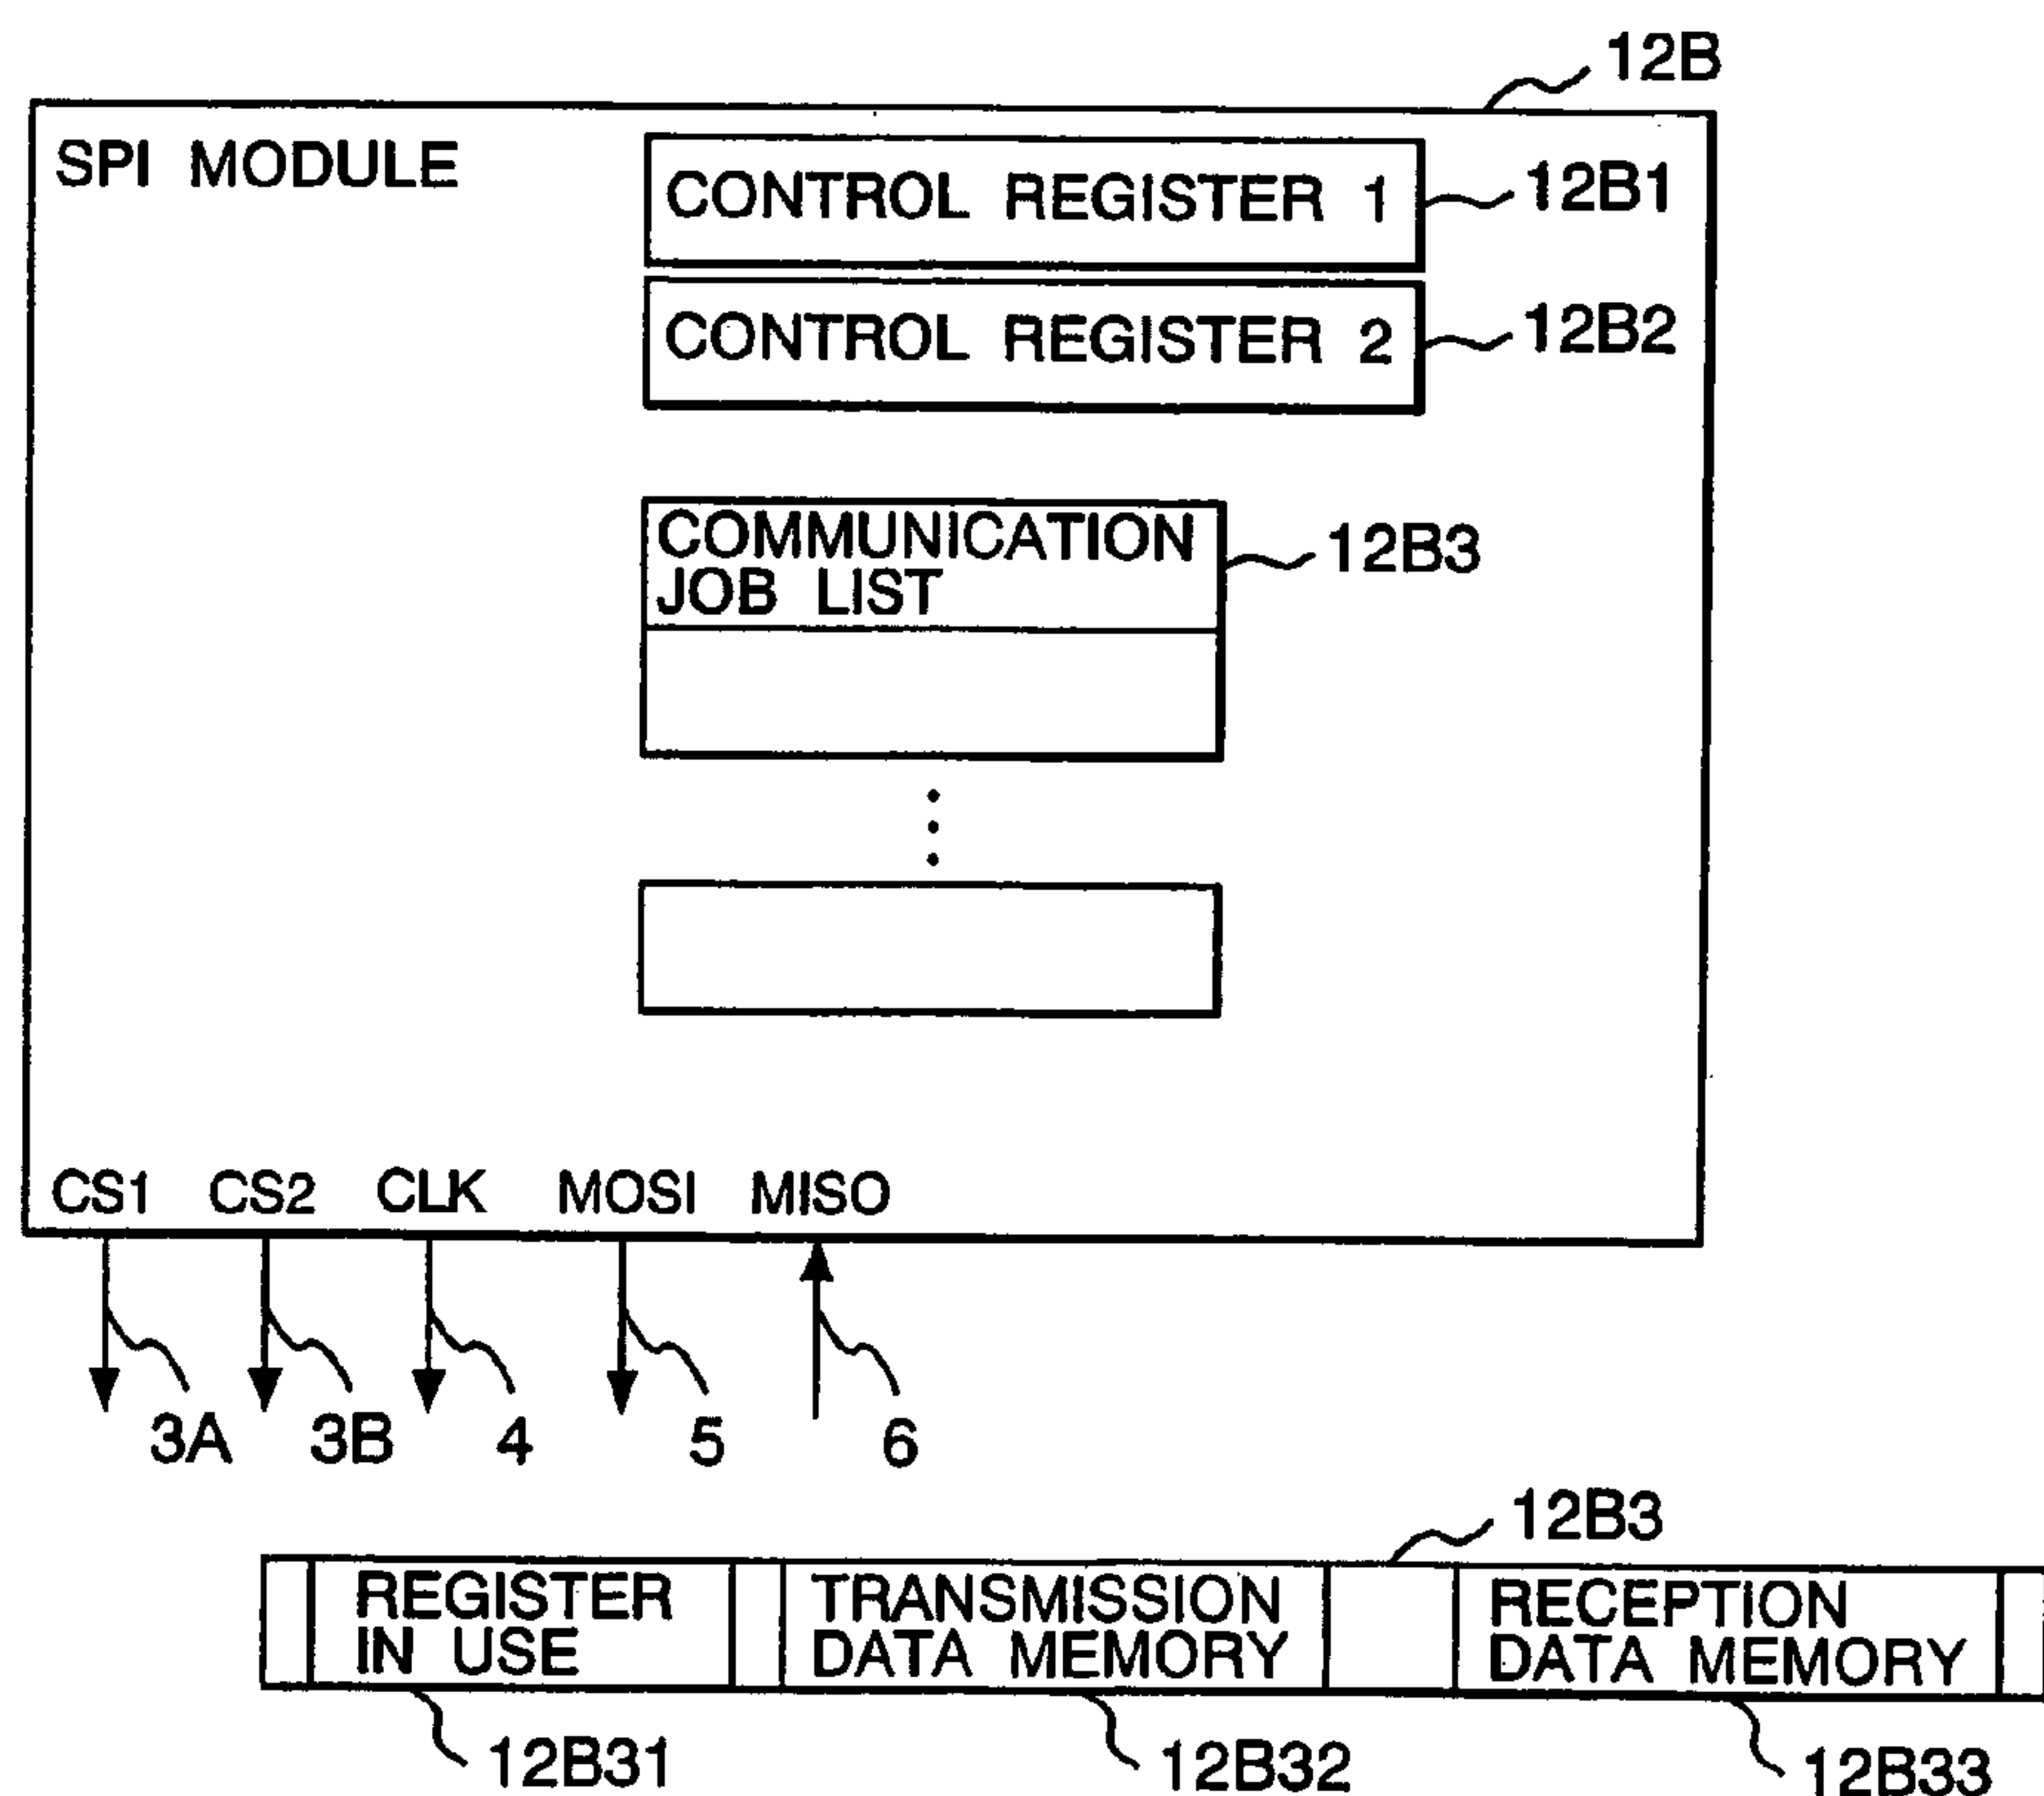 12B
SPI MODULE
CONTROL REGISTER 1
12B1
CONTROL REGISTER 2
12B2
COMMUNICATION
JOB LIST
12B3
CS1 CS2 CLK MOSI MISO
3A 3B 4 5 6
12B3
REGISTER
IN USE
TRANSMISSION
DATA MEMORY
RECEPTION
DATA MEMORY
12B31
12B32
12B33